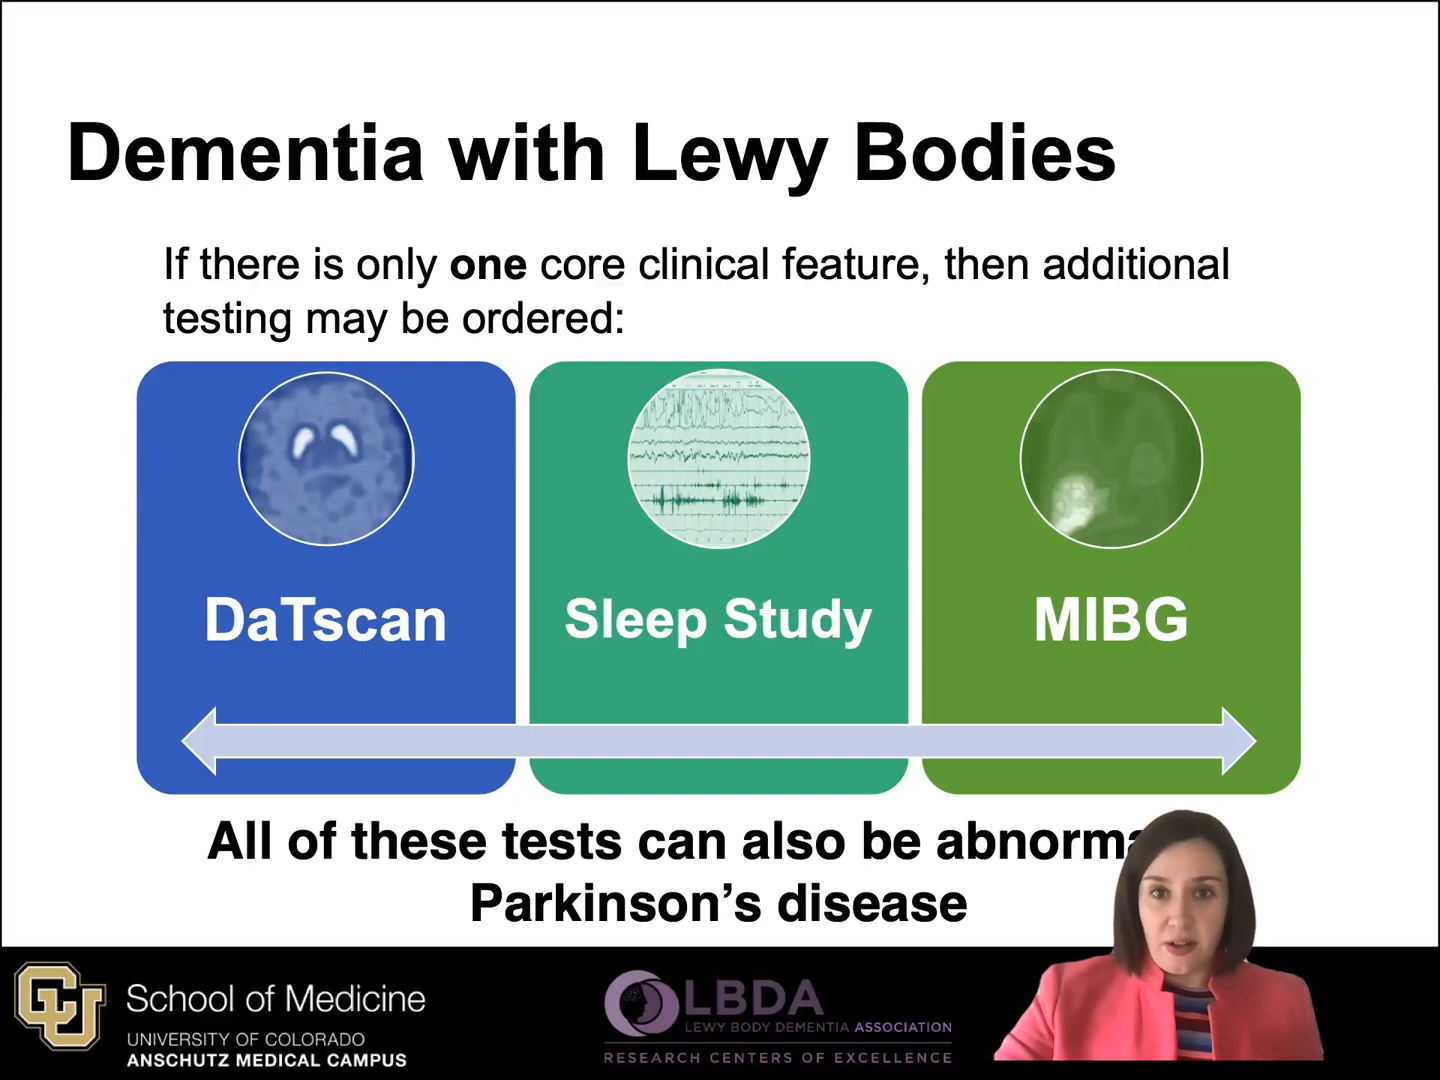 Dementia with Lewy Bodies
If there is only one core clinical feature, then additional
testing may be ordered:
DaTscan
Sleep Study
MIBG
All of these tests can also be
Parkinson’s disease
CU
School of Medicine
UNIVERSITY OF COLORADO
ANSCHUTZ MEDICAL CAMPUS
LBDA
LEWY BODY DEMENTIA ASSOCIATION
RESEARCH CENTERS OF EXCELLENCE